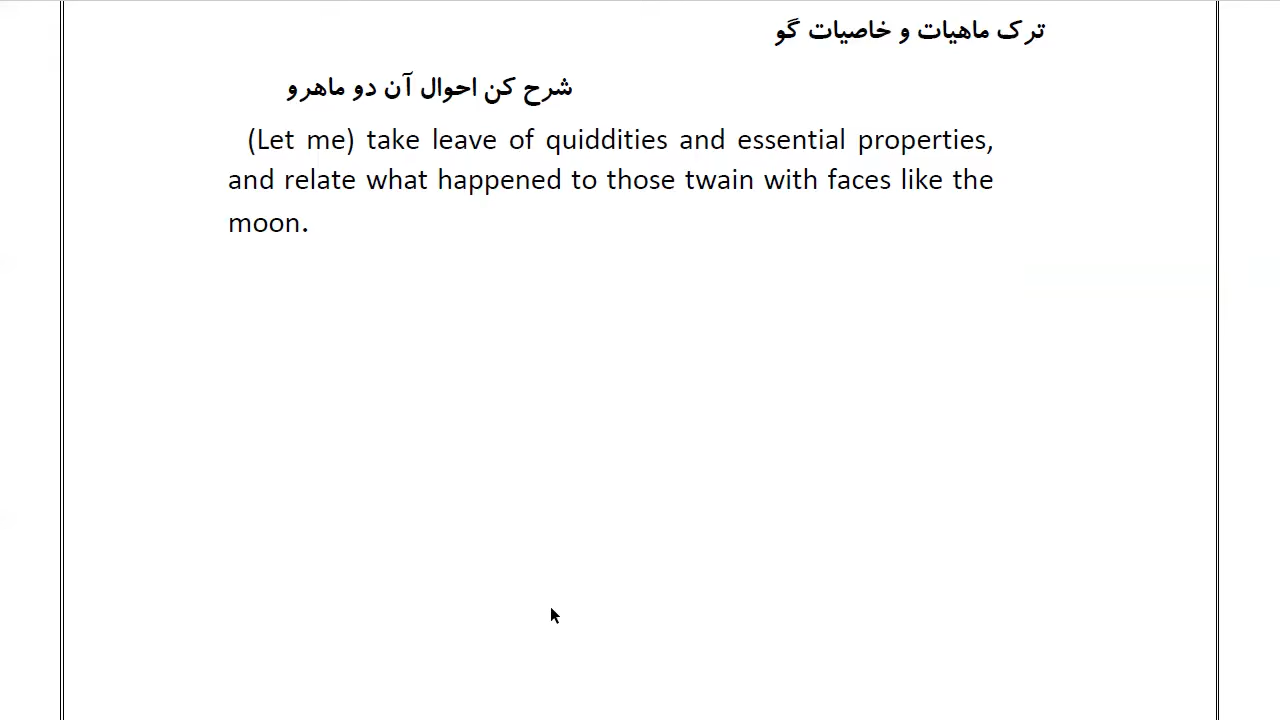 ترک ماهیات و خاصیات گو
شرح کن احوال آن دو ماهرو
(Let me) take leave of quiddities and essential properties,
and relate what happened to those twain with faces like the
moon.